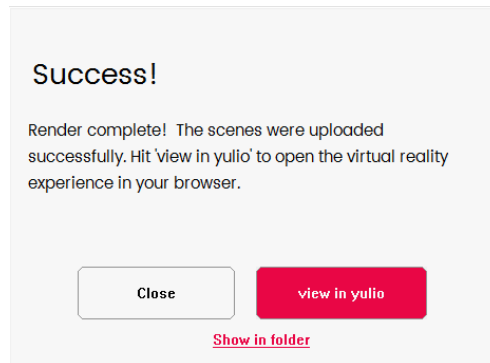 Success!
Render complete!  The scenes were uploaded
successfully. Hit 'view in yulio' to open the virtual reality
experience in your browser.
Close
view in yulio
Show in folder